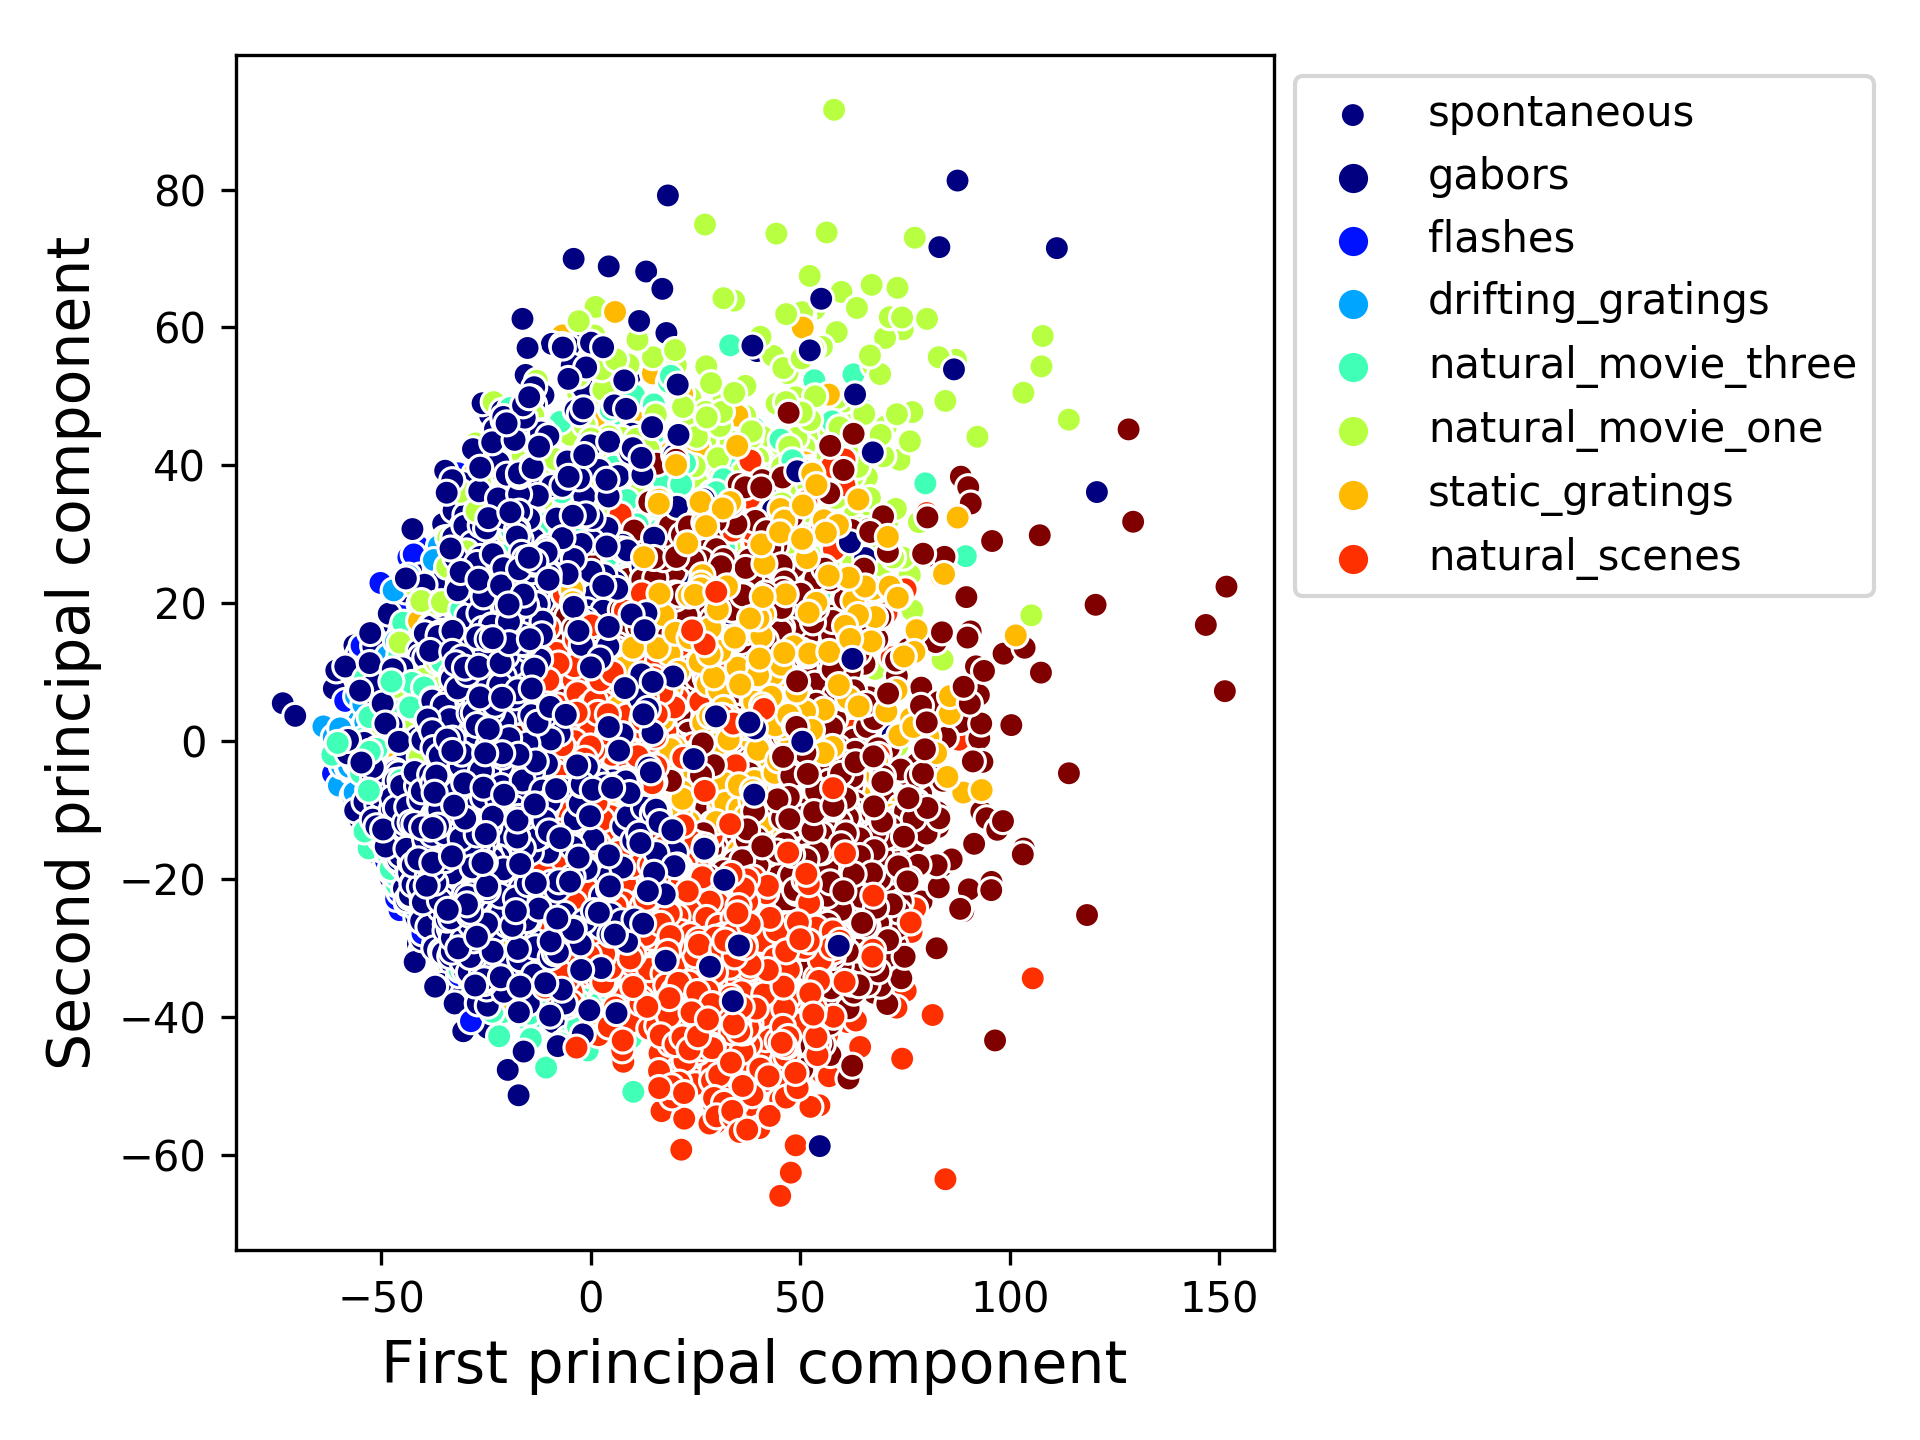 80
60
40
20
0
−20
−40
−60
−50
0
50
100
150
First principal component
Second principal component
spontaneous
gabors
flashes
drifting_gratings
natural_movie_three
natural_movie_one
static_gratings
natural_scenes